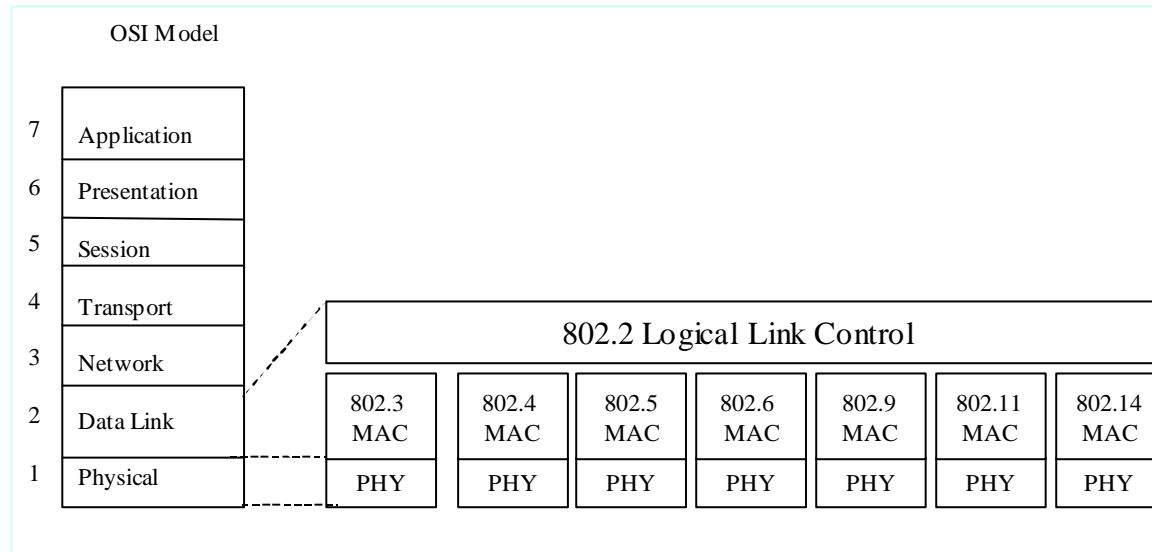 OSI Model
7 Application
6 Presentation
5 Session
4 Transport
3 Network
2 Data Link
1 Physical
802.2 Logical Link Control
802.3 MAC
802.4 MAC
802.5 MAC
802.6 MAC
802.9 MAC
802.11 MAC
802.14 MAC
PHY PHY PHY PHY PHY PHY PHY